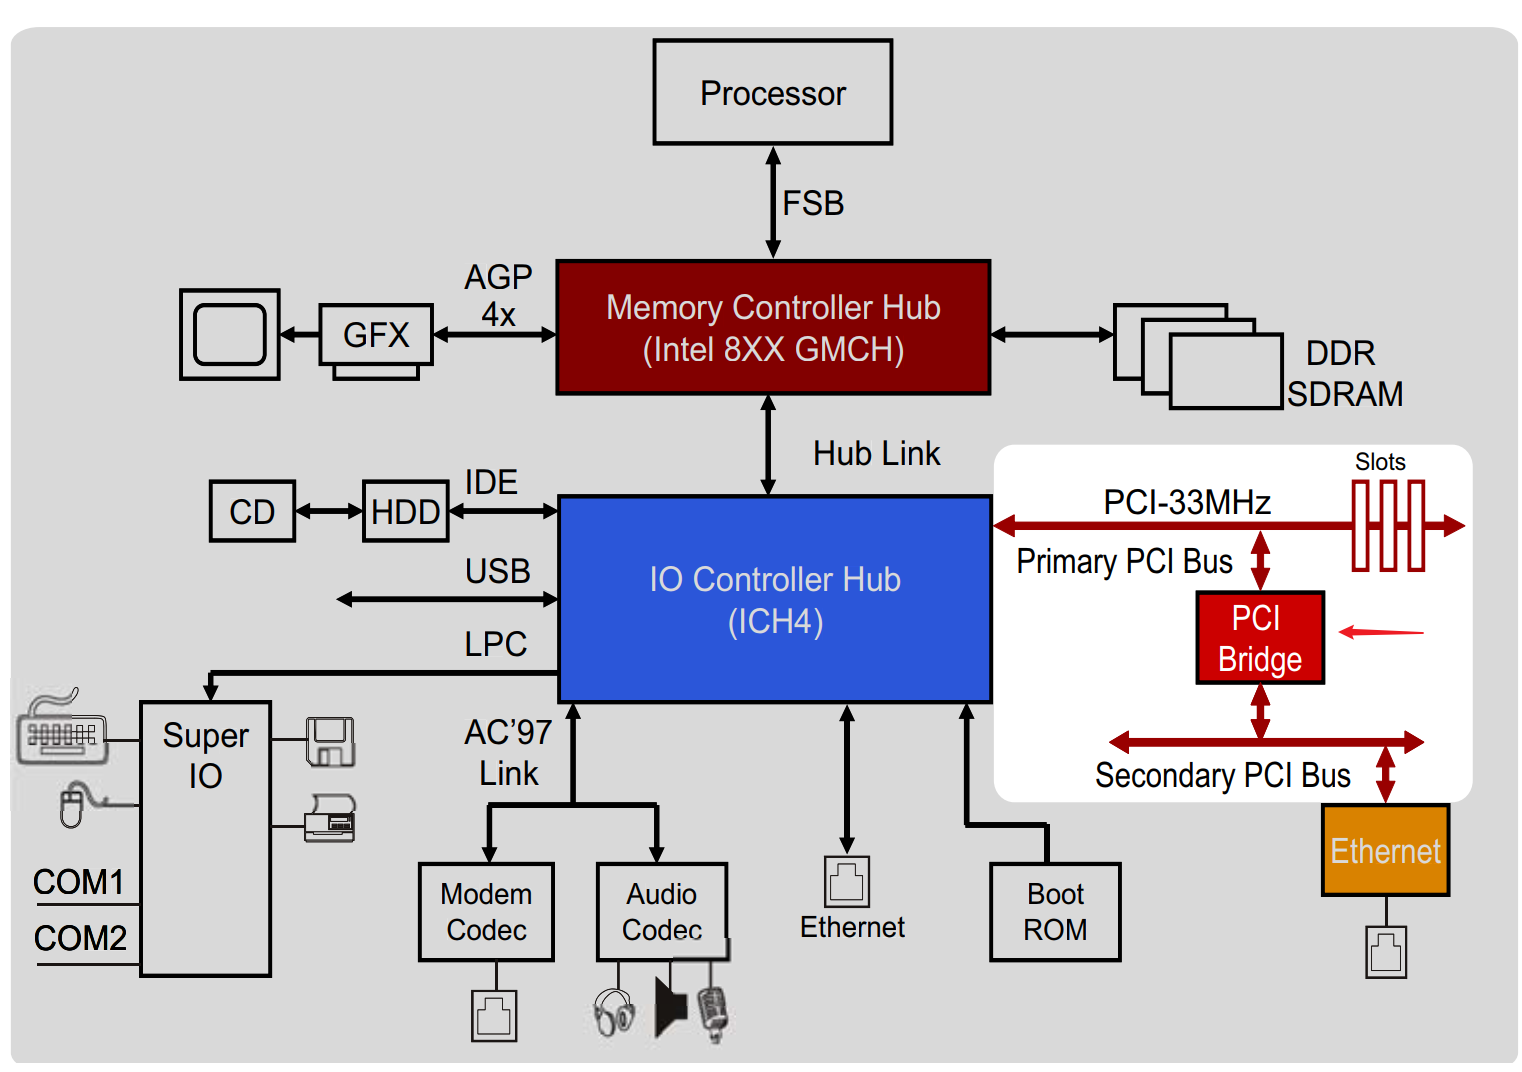 Processor
FSB
AGP
4x
GFX
Memory Controller Hub
(Intel 8XX GMCH)
DDR
SDRAM
Hub Link
Slots
PCI-33MHz
Primary PCI Bus
PCI
Bridge
Secondary PCI Bus
Ethernet
CD
HDD
IDE
USB
LPC
IO Controller Hub
(ICH4)
Super
IO
COM1
COM2
AC’97
Link
Modem
Codec
Audio
Codec
Ethernet
Boot
ROM